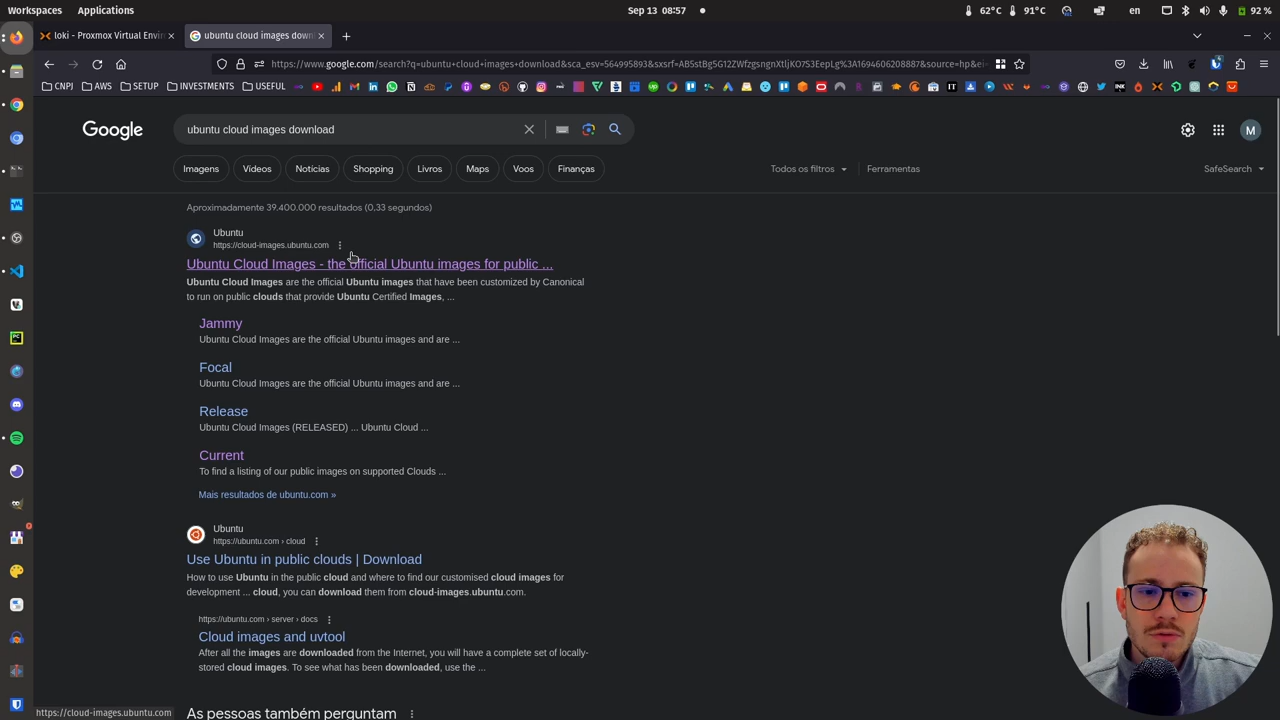 Workspaces Applications Sep 13 08:57 62°C 91°C en 92 %
loki - Proxmox Virtual Envir ubuntu cloud images down
https://www.google.com/search?q=ubuntu+cloud+images+download&sca_esv=564995893&sxsrf=AB5stBg5G12ZWfzgsngnXtljKO7S3EepLg%3A1694606208887&source=hp&ei=
CNPJ AWS SETUP INVESTMENTS USEFUL
Google ubuntu cloud images download M
Imagens Vídeos Notícias Shopping Livros Maps Voos Finanças Todos os filtros Ferramentas SafeSearch
Aproximadamente 39.400.000 resultados (0,33 segundos)
Ubuntu
https://cloud-images.ubuntu.com
Ubuntu Cloud Images - the official Ubuntu images for public ...
Ubuntu Cloud Images are the official Ubuntu images that have been customized by Canonical
to run on public clouds that provide Ubuntu Certified Images, ...
Jammy
Ubuntu Cloud Images are the official Ubuntu images and are ...
Focal
Ubuntu Cloud Images are the official Ubuntu images and are ...
Release
Ubuntu Cloud Images (RELEASED) ... Ubuntu Cloud ...
Current
To find a listing of our public images on supported Clouds ...
Mais resultados de ubuntu.com »
Ubuntu
https://ubuntu.com › cloud
Use Ubuntu in public clouds | Download
How to use Ubuntu in the public cloud and where to find our customised cloud images for
development ... cloud, you can download them from cloud-images.ubuntu.com.
https://ubuntu.com › server › docs
Cloud images and uvtool
After all the images are downloaded from the Internet, you will have a complete set of locally-
stored cloud images. To see what has been downloaded, use the ...
As pessoas também perguntam
https://cloud-images.ubuntu.com